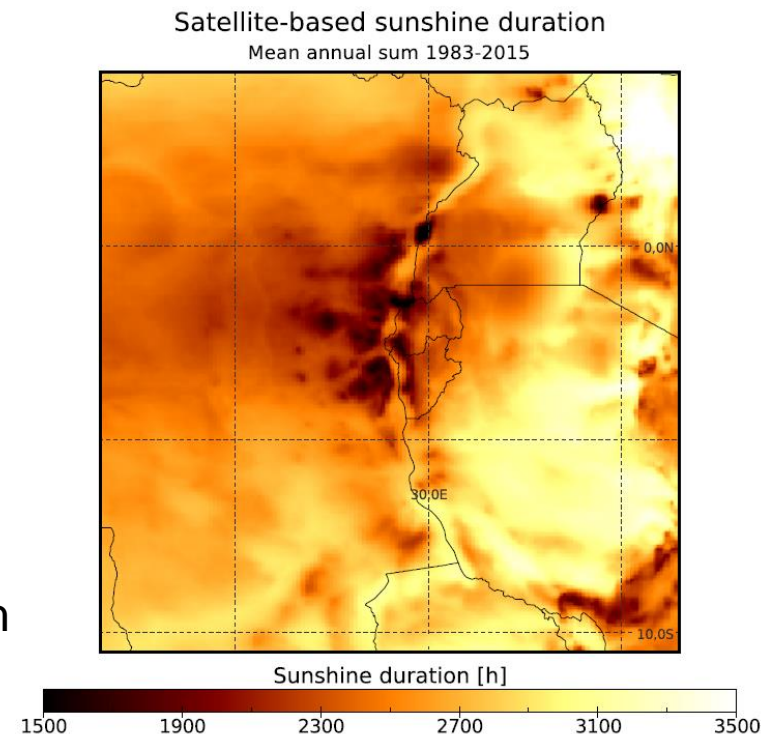 Satellite-based sunshine duration
Mean annual sum 1983-2015
0,0N
30,0E
n
10,0S
Sunshine duration [h]
1500 1900 2300 2700 3100 3500